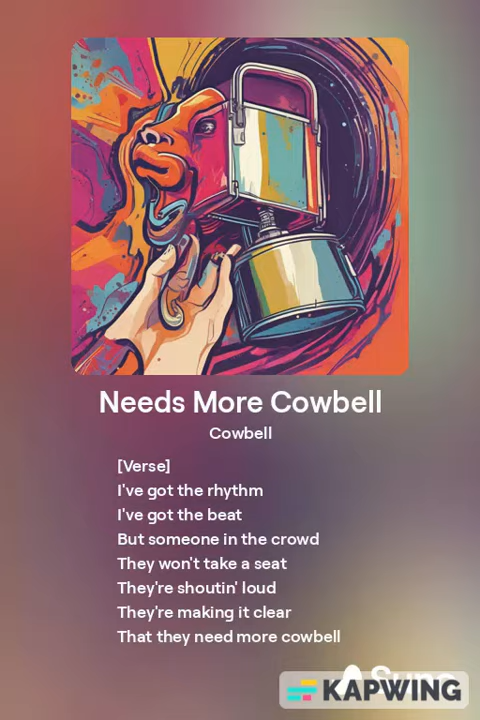 Needs More Cowbell
Cowbell
[Verse]
I've got the rhythm
I've got the beat
But someone in the crowd
They won't take a seat
They're shoutin' loud
They're making it clear
That they need more cowbell
KAPWING